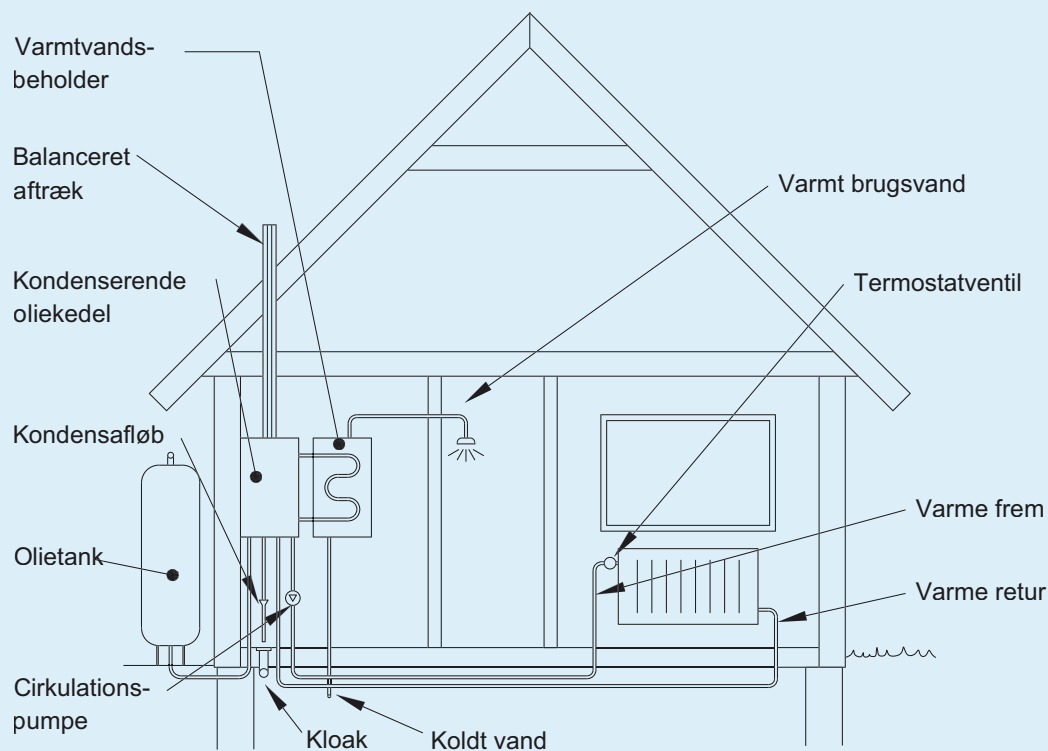 Varmtvands-
beholder
Balanceret
aftræk
Varmt brugsvand
Kondenserende
oliekedel
Termostatventil
Kondensafløb
Varme frem
Olietank
Varme retur
Cirkulations-
pumpe
Kloak
Koldt vand